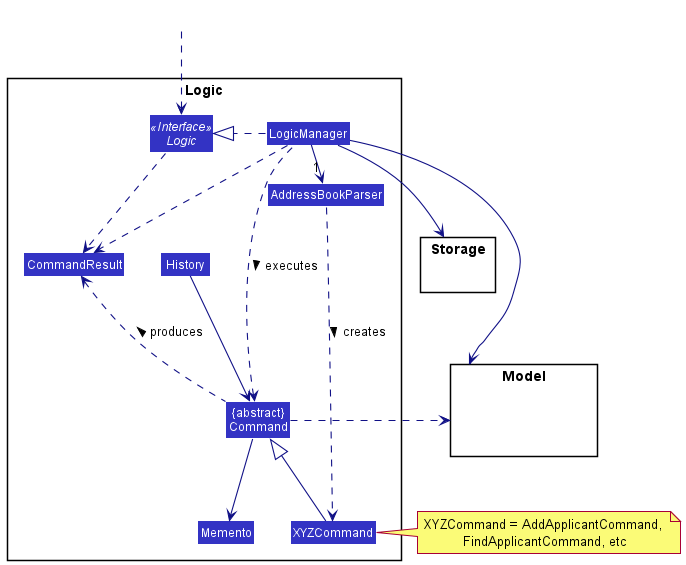 Logic
«Interface»
Logic
LogicManager
1
AddressBookParser
Storage
CommandResult
History
executes
produces
creates
Model
{abstract}
Command
Memento
XYZCommand
XYZCommand = AddApplicantCommand,
FindApplicantCommand, etc